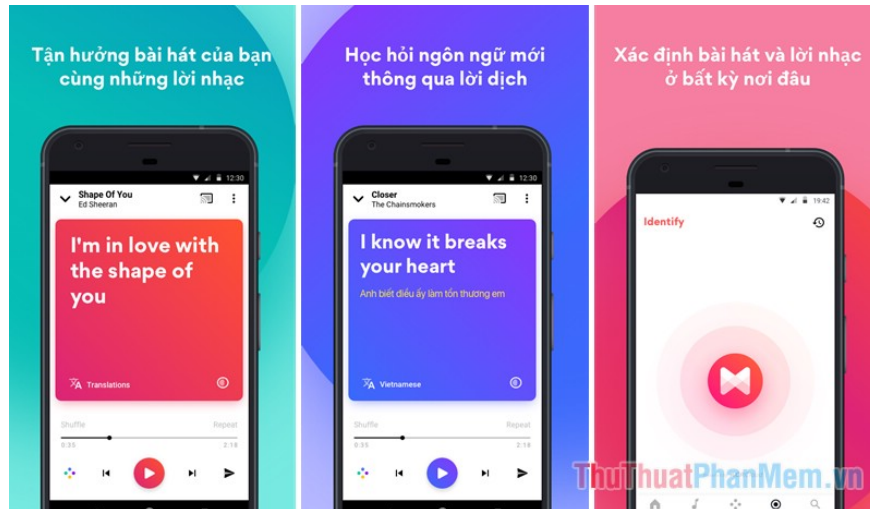 Tận hưởng bài hát của bạn
cùng những lời nhạc
12:30
Shape Of You
Ed Sheeran
I'm in love with
the shape of
you
Translations
Shuffle
Repeat
0:35
2:18
Học hỏi ngôn ngữ mới
thông qua lời dịch
12:30
Closer
The Chainsmokers
I know it breaks
your heart
Anh biết điều ấy làm tổn thương em
Vietnamese
Shuffle
Repeat
0:35
2:18
Xác định bài hát và lời nhạc
ở bất kỳ nơi đâu
19:42
Identify
ThuThuatPhanMem.vn